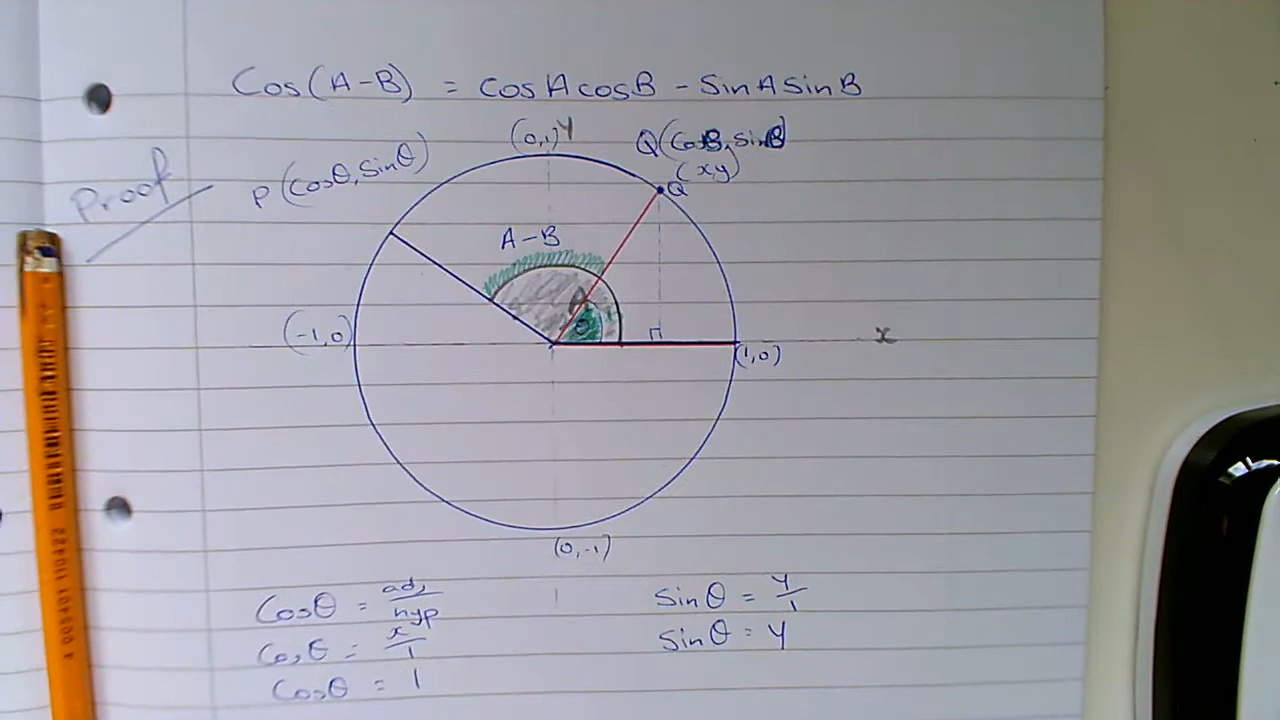 Cos(A-B) = CosAcosB - SinASinB
Proof
(0,1) y
Q(CosB, SinB)
(x,y)
P(Cosθ, Sinθ)
Q
A-B
A
(-1,0)
(1,0)
x
(0,-1)
Cosθ = adj/hyp
Cosθ = x/1
Cosθ = 1
Sinθ = y/1
Sinθ = y